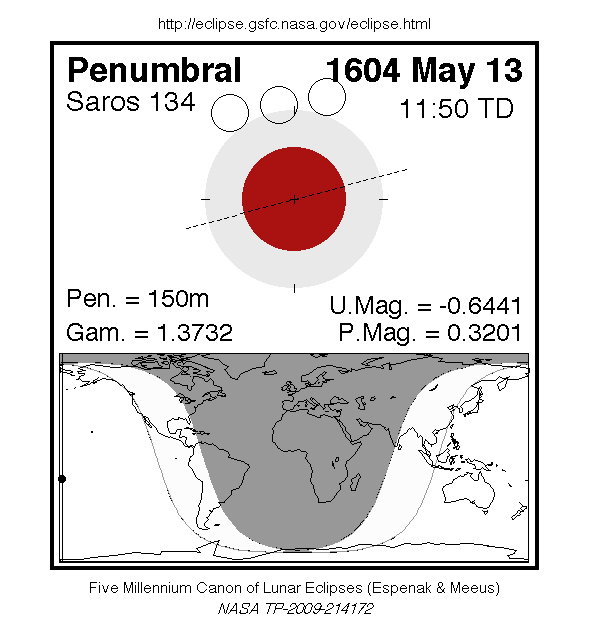 http://eclipse.gsfc.nasa.gov/eclipse.html
Penumbral 1604 May 13
Saros 134 11:50 TD
Pen. = 150m U.Mag. = -0.6441
Gam. = 1.3732 P.Mag. = 0.3201
Five Millennium Canon of Lunar Eclipses (Espenak & Meeus)
NASA TP-2009-214172